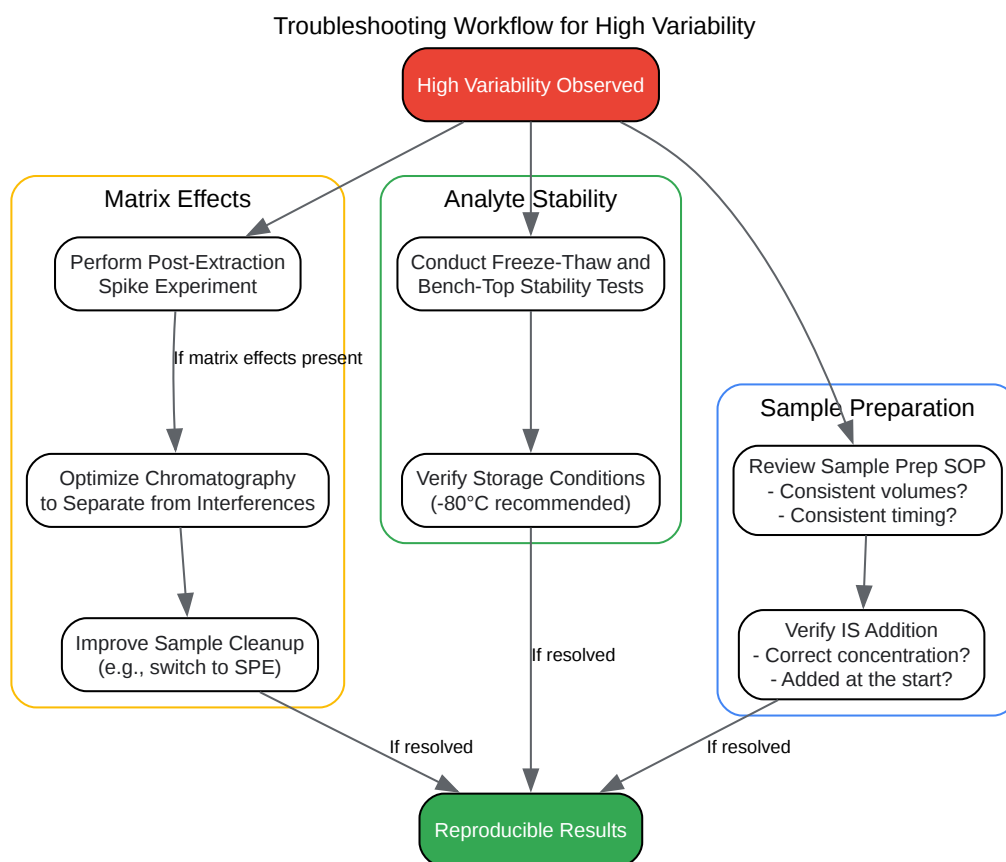 Troubleshooting Workflow for High Variability
High Variability Observed
Matrix Effects
Perform Post-Extraction
Spike Experiment
If matrix effects present
Optimize Chromatography
to Separate from Interferences
Improve Sample Cleanup
(e.g., switch to SPE)
If resolved
Analyte Stability
Conduct Freeze-Thaw and
Bench-Top Stability Tests
Verify Storage Conditions
(-80°C recommended)
If resolved
Sample Preparation
Review Sample Prep SOP
- Consistent volumes?
- Consistent timing?
Verify IS Addition
- Correct concentration?
- Added at the start?
If resolved
Reproducible Results